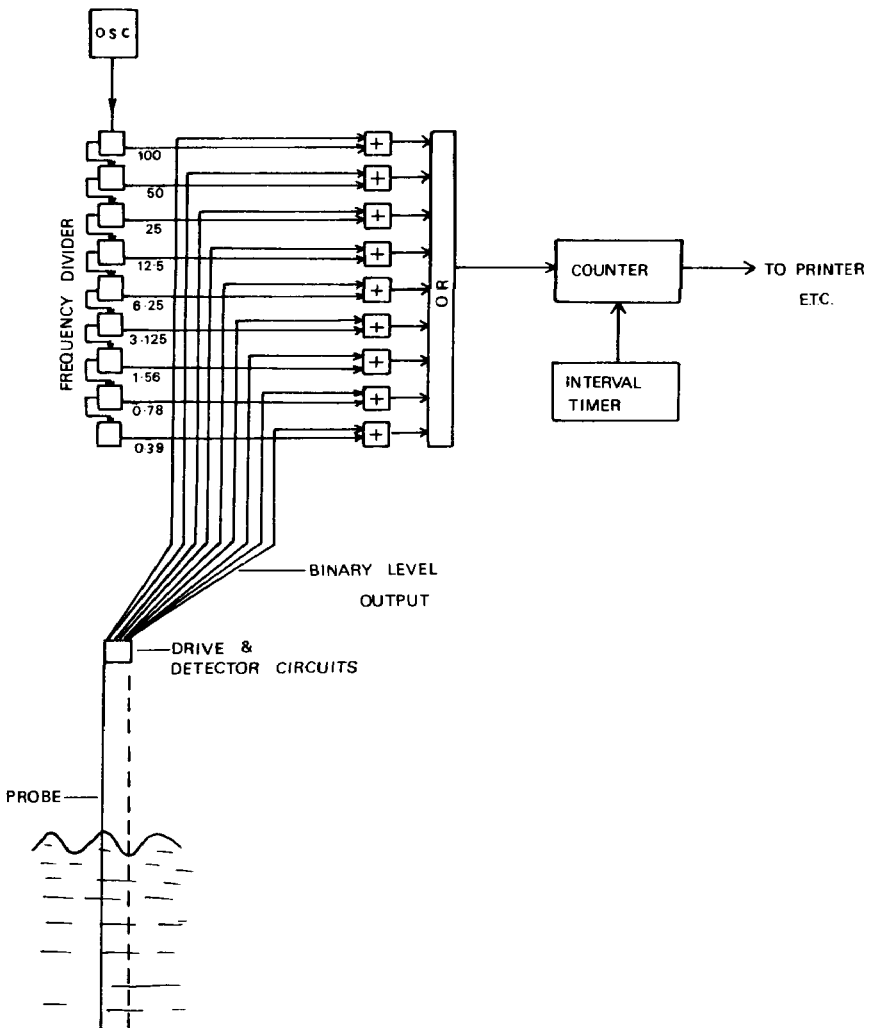 OSC
FREQUENCY DIVIDER
100
50
25
12·5
6·25
3·125
1·56
0·78
0·39
+
+
+
+
+
+
+
+
+
OR
COUNTER
TO PRINTER
ETC.
INTERVAL
TIMER
BINARY LEVEL
OUTPUT
DRIVE &
DETECTOR CIRCUITS
PROBE